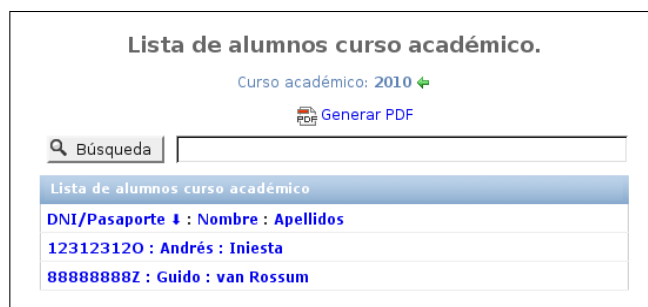 Lista de alumnos curso académico.
Curso académico: 2010
PDF Generar PDF
Búsqueda
Lista de alumnos curso académico
DNI/Pasaporte ⬇ : Nombre : Apellidos
12312312O : Andrés : Iniesta
88888888Z : Guido : van Rossum